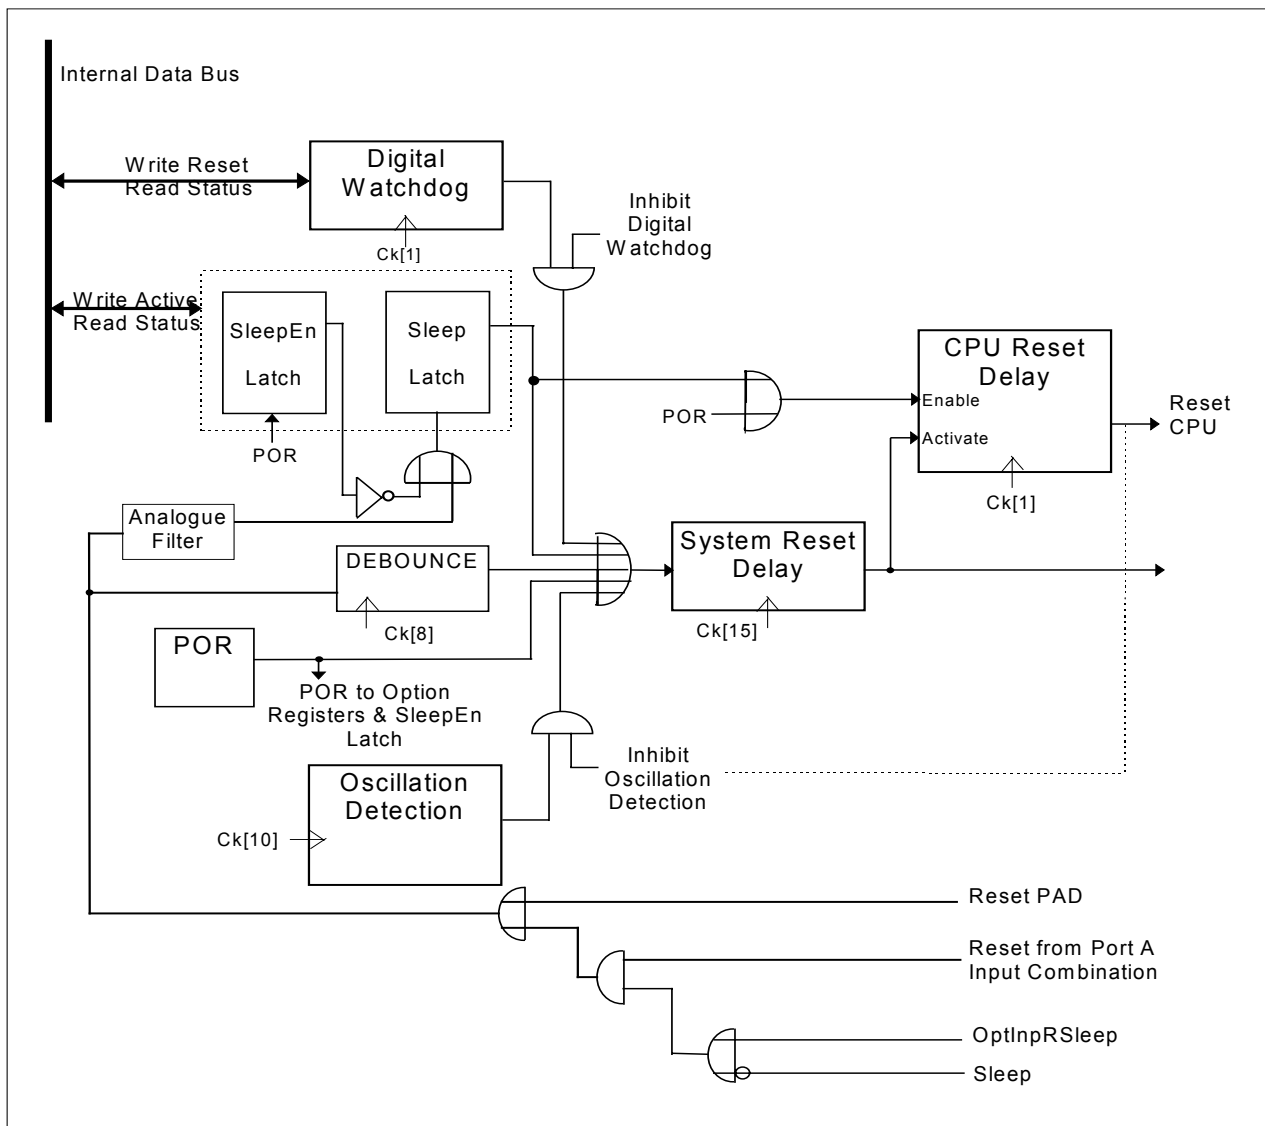 Internal Data Bus
Write Reset
Read Status
Digital
Watchdog
Ck[1]
Inhibit
Digital
Watchdog
Write Active
Read Status
SleepEn
Latch
Sleep
Latch
POR
CPU Reset
Delay
Enable
Activate
Ck[1]
Reset
CPU
POR
Analogue
Filter
DEBOUNCE
Ck[8]
System Reset
Delay
Ck[15]
POR
POR to Option
Registers & SleepEn
Latch
Inhibit
Oscillation
Detection
Oscillation
Detection
Ck[10]
Reset PAD
Reset from Port A
Input Combination
OptInpRSleep
Sleep